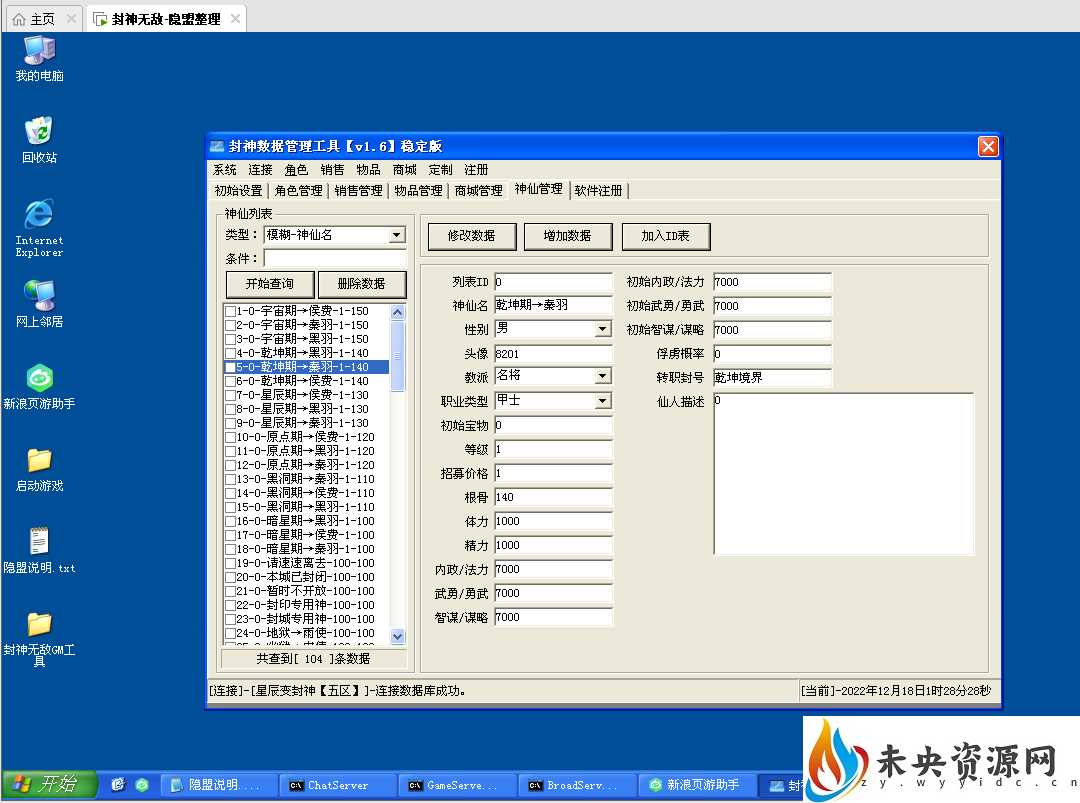 主页
封神无敌-隐盟整理
我的电脑
回收站
Internet Explorer
网上邻居
新浪页游助手
启动游戏
隐盟说明.txt
封神无敌GM工具
封神数据管理工具【v1.6】稳定版
系统 连接 角色 销售 物品 商城 定制 注册
初始设置 角色管理 销售管理 物品管理 商城管理 神仙管理 软件注册
神仙列表
类型： 模糊-神仙名
条件：
开始查询 删除数据
1-0-宇宙期→侯费-1-150
2-0-宇宙期→秦羽-1-150
3-0-宇宙期→黑羽-1-150
4-0-乾坤期→黑羽-1-140
5-0-乾坤期→秦羽-1-140
6-0-乾坤期→侯费-1-140
7-0-星辰期→侯费-1-130
8-0-星辰期→黑羽-1-130
9-0-星辰期→秦羽-1-130
10-0-原点期→侯费-1-120
11-0-原点期→黑羽-1-120
12-0-原点期→秦羽-1-120
13-0-黑洞期→秦羽-1-110
14-0-黑洞期→侯费-1-110
15-0-黑洞期→黑羽-1-110
16-0-暗星期→黑羽-1-100
17-0-暗星期→侯费-1-100
18-0-暗星期→秦羽-1-100
19-0-请速速离去-100-100
20-0-本城已封闭-100-100
21-0-暂时不开放-100-100
22-0-封印专用神-100-100
23-0-封城专用神-100-100
24-0-地狱→雨使-100-100
共查到[ 104 ]条数据
修改数据 增加数据 加入ID表
列表ID 0
神仙名 乾坤期→秦羽
性别 男
头像 8201
教派 名将
职业类型 甲士
初始宝物 0
等级 1
招募价格 1
根骨 140
体力 1000
精力 1000
内政/法力 7000
武勇/勇武 7000
智谋/谋略 7000
初始内政/法力 7000
初始武勇/勇武 7000
初始智谋/谋略 7000
俘虏概率 0
转职封号 乾坤境界
仙人描述 0
[连接]-[星辰变封神【五区】]-连接数据库成功。
[当前]-2022年12月18日1时28分28秒
开始
隐盟说明....
ChatServer
GameServe...
BroadServ...
新浪页游助手
封
未央资源网
zy.wyyidc.cn